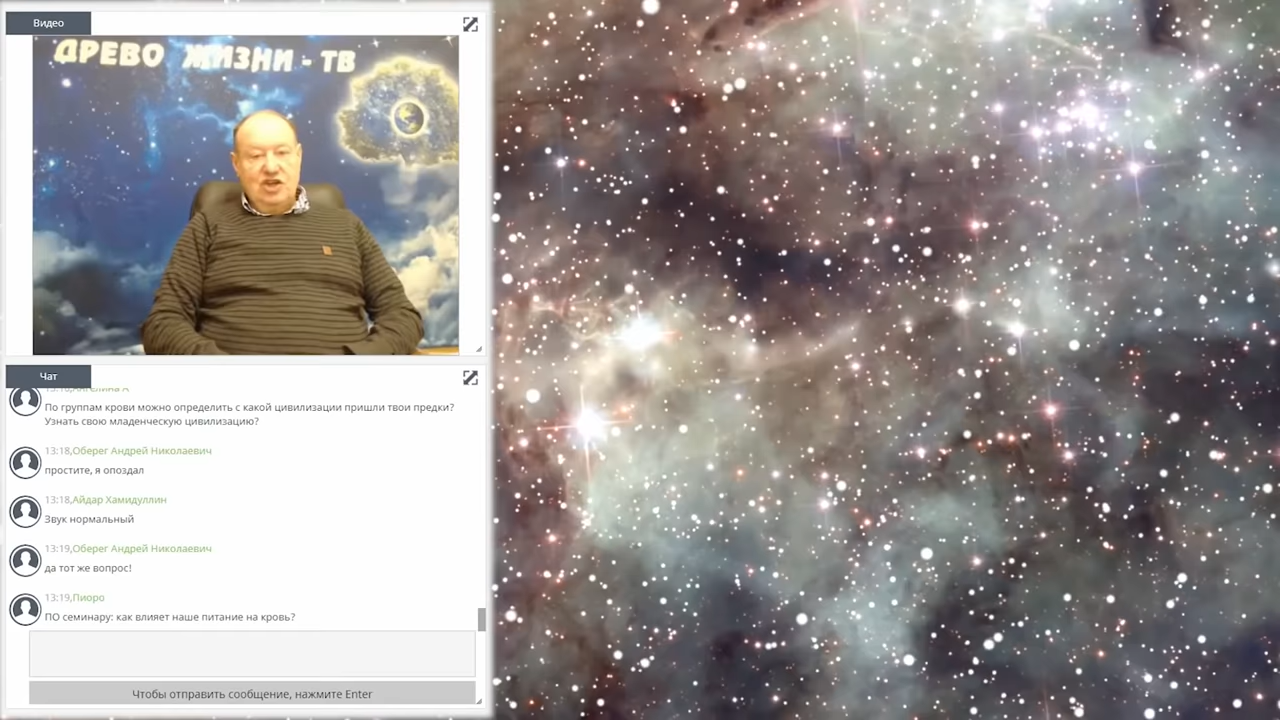 Видео
ДРЕВО ЖИЗНИ - ТВ
Чат
По группам крови можно определить с какой цивилизации пришли твои предки?
Узнать свою младенческую цивилизацию?
13:18,Оберег Андрей Николаевич
простите, я опоздал
13:18,Айдар Хамидуллин
Звук нормальный
13:19,Оберег Андрей Николаевич
да тот же вопрос!
13:19,Пиоро
ПО семинару: как влияет наше питание на кровь?
Чтобы отправить сообщение, нажмите Enter